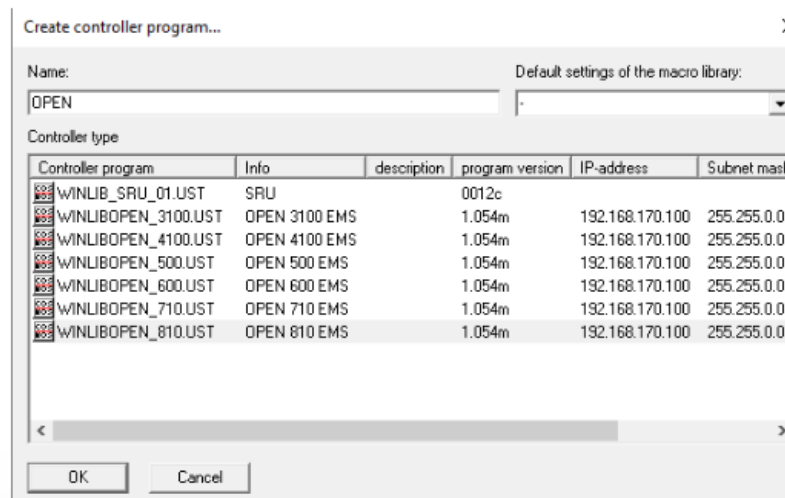 Create controller program...
Name: Default settings of the macro library:
OPEN -
Controller type
Controller program Info description program version IP-address Subnet mas
WINLIB_SRU_01.UST SRU 0012c
WINLIBOPEN_3100.UST OPEN 3100 EMS 1.054m 192.168.170.100 255.255.0.0
WINLIBOPEN_4100.UST OPEN 4100 EMS 1.054m 192.168.170.100 255.255.0.0
WINLIBOPEN_500.UST OPEN 500 EMS 1.054m 192.168.170.100 255.255.0.0
WINLIBOPEN_600.UST OPEN 600 EMS 1.054m 192.168.170.100 255.255.0.0
WINLIBOPEN_710.UST OPEN 710 EMS 1.054m 192.168.170.100 255.255.0.0
WINLIBOPEN_810.UST OPEN 810 EMS 1.054m 192.168.170.100 255.255.0.0
OK Cancel